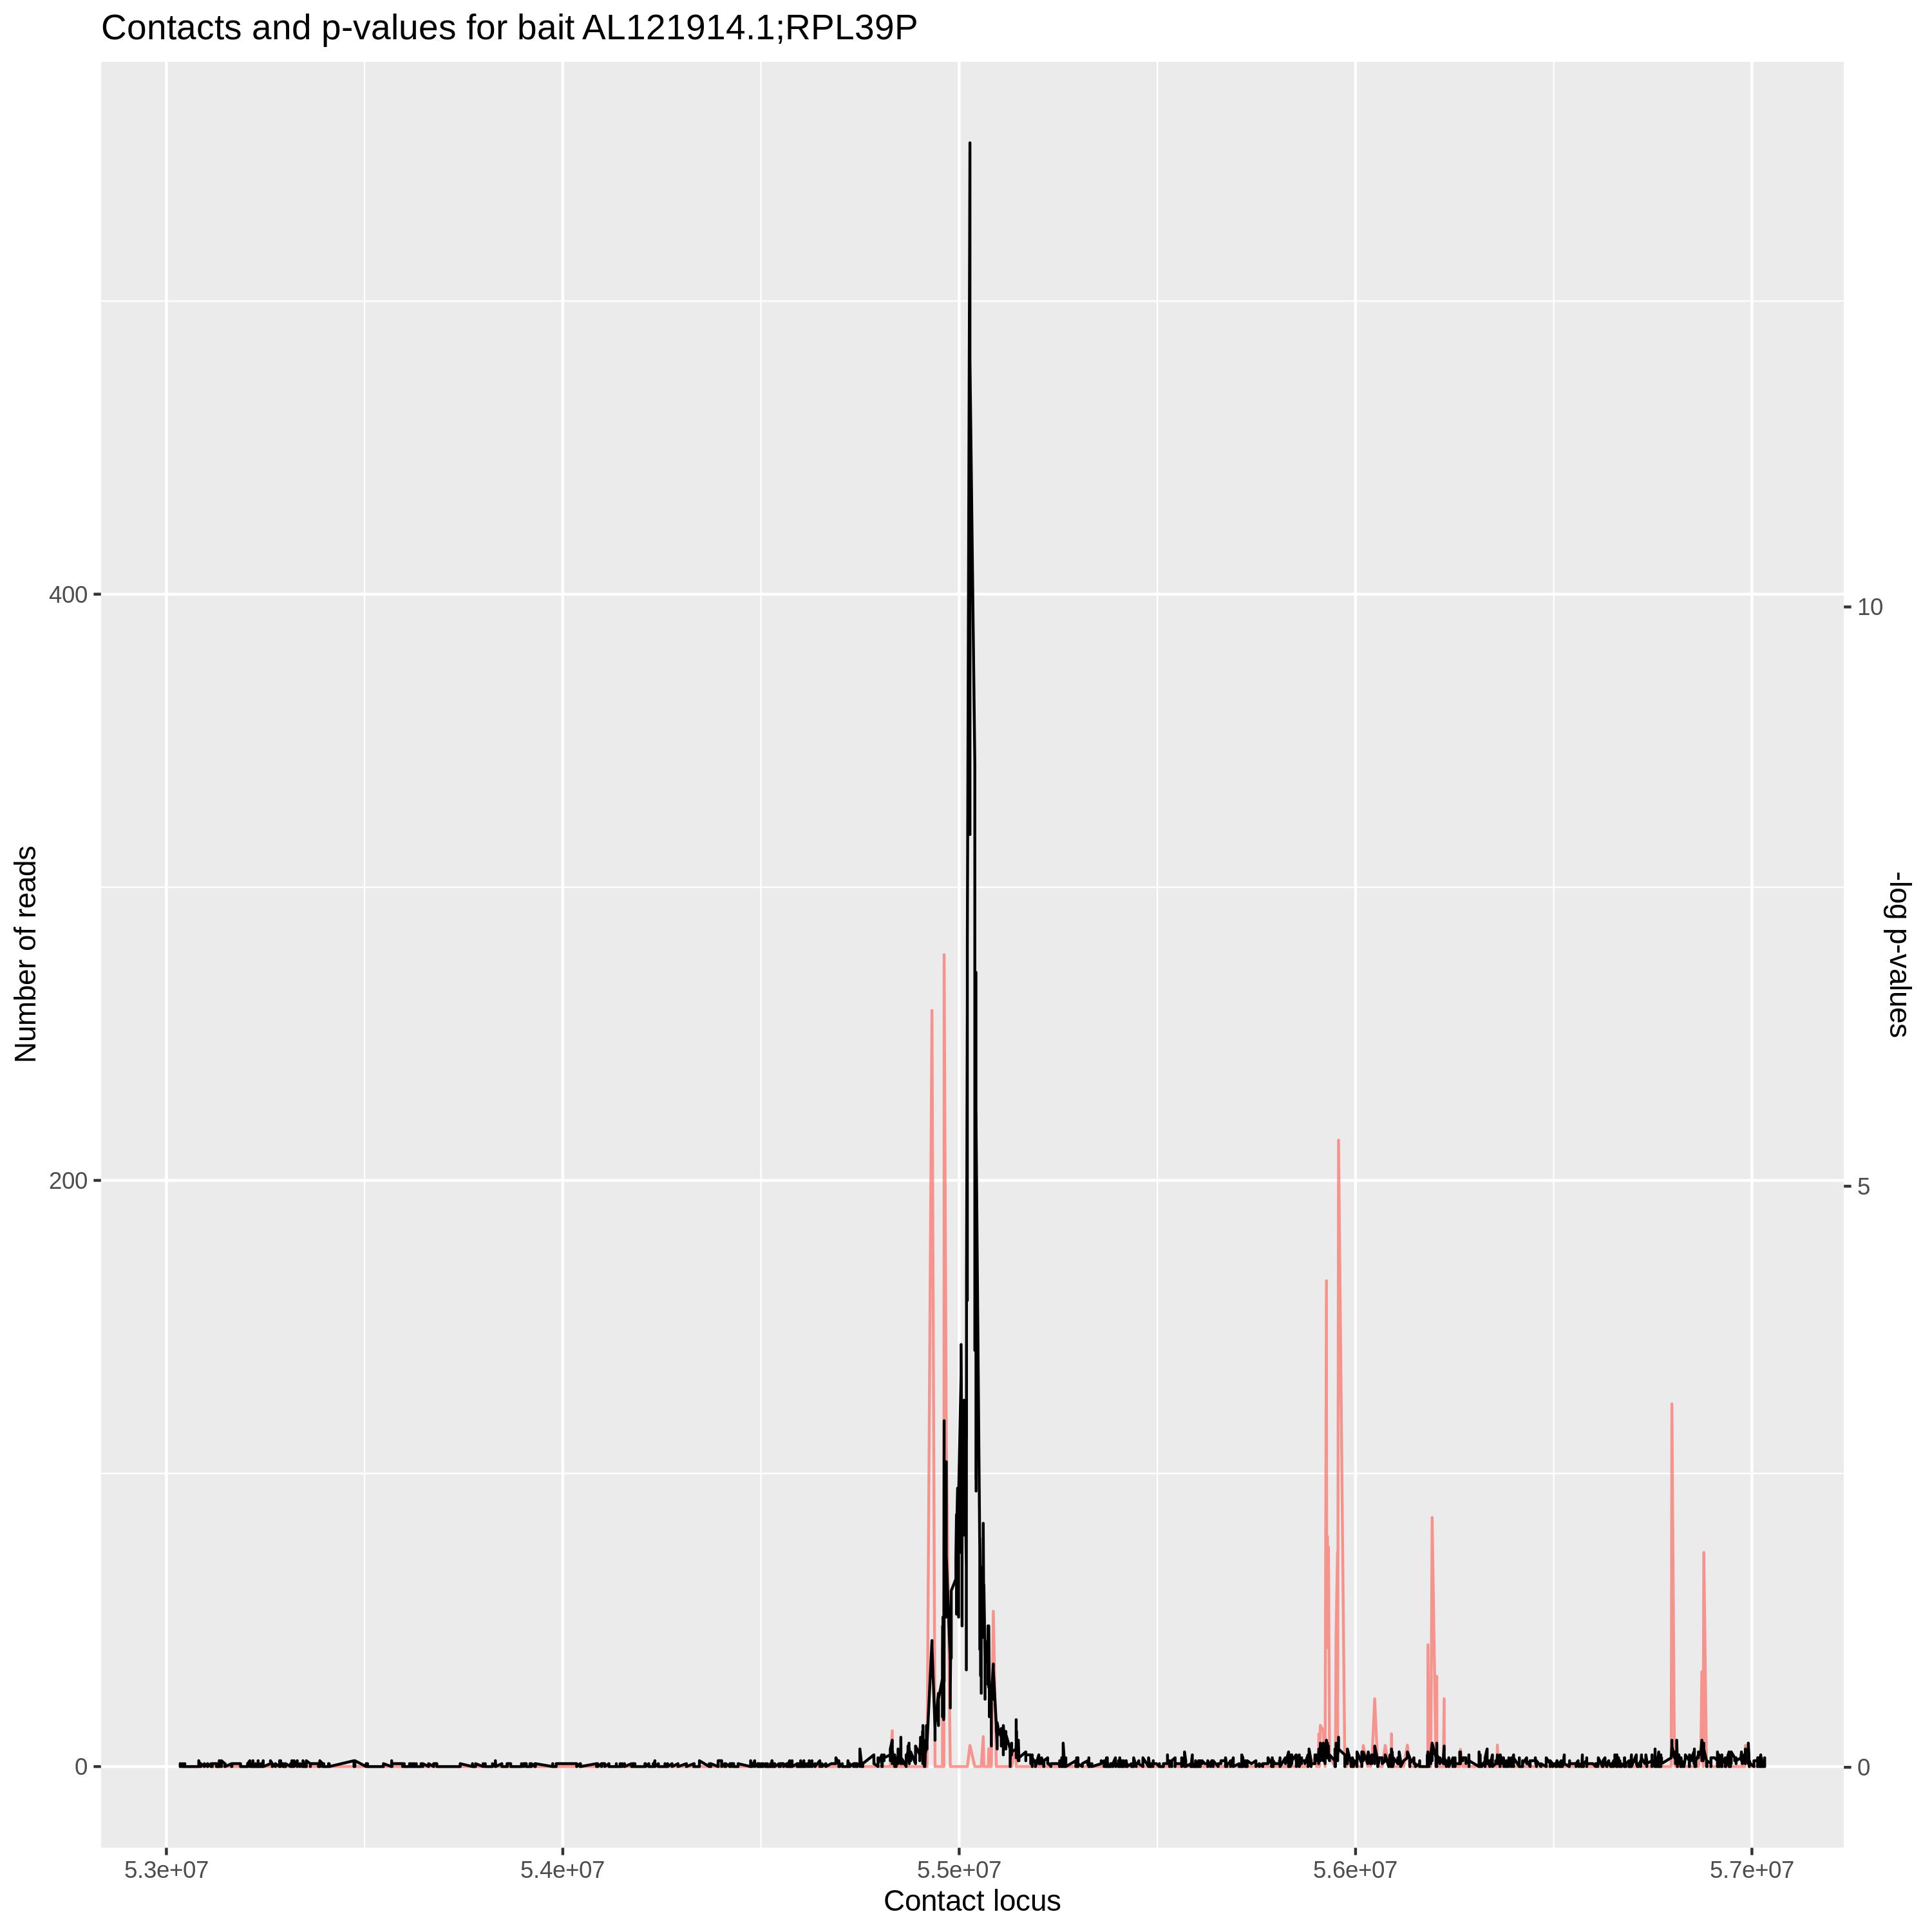 Contacts and p-values for bait AL121914.1;RPL39P
400
200
0
Number of reads
10
5
0
-log p-values
5.3e+07
5.4e+07
5.5e+07
5.6e+07
5.7e+07
Contact locus